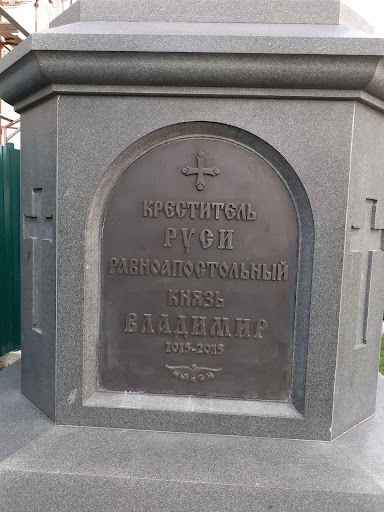 КРЕСТИТЕЛЬ
РУСИ
РАВНОАПОСТОЛЬНЫЙ
КНЯЗЬ
ВЛАДИМИР
1015-2015